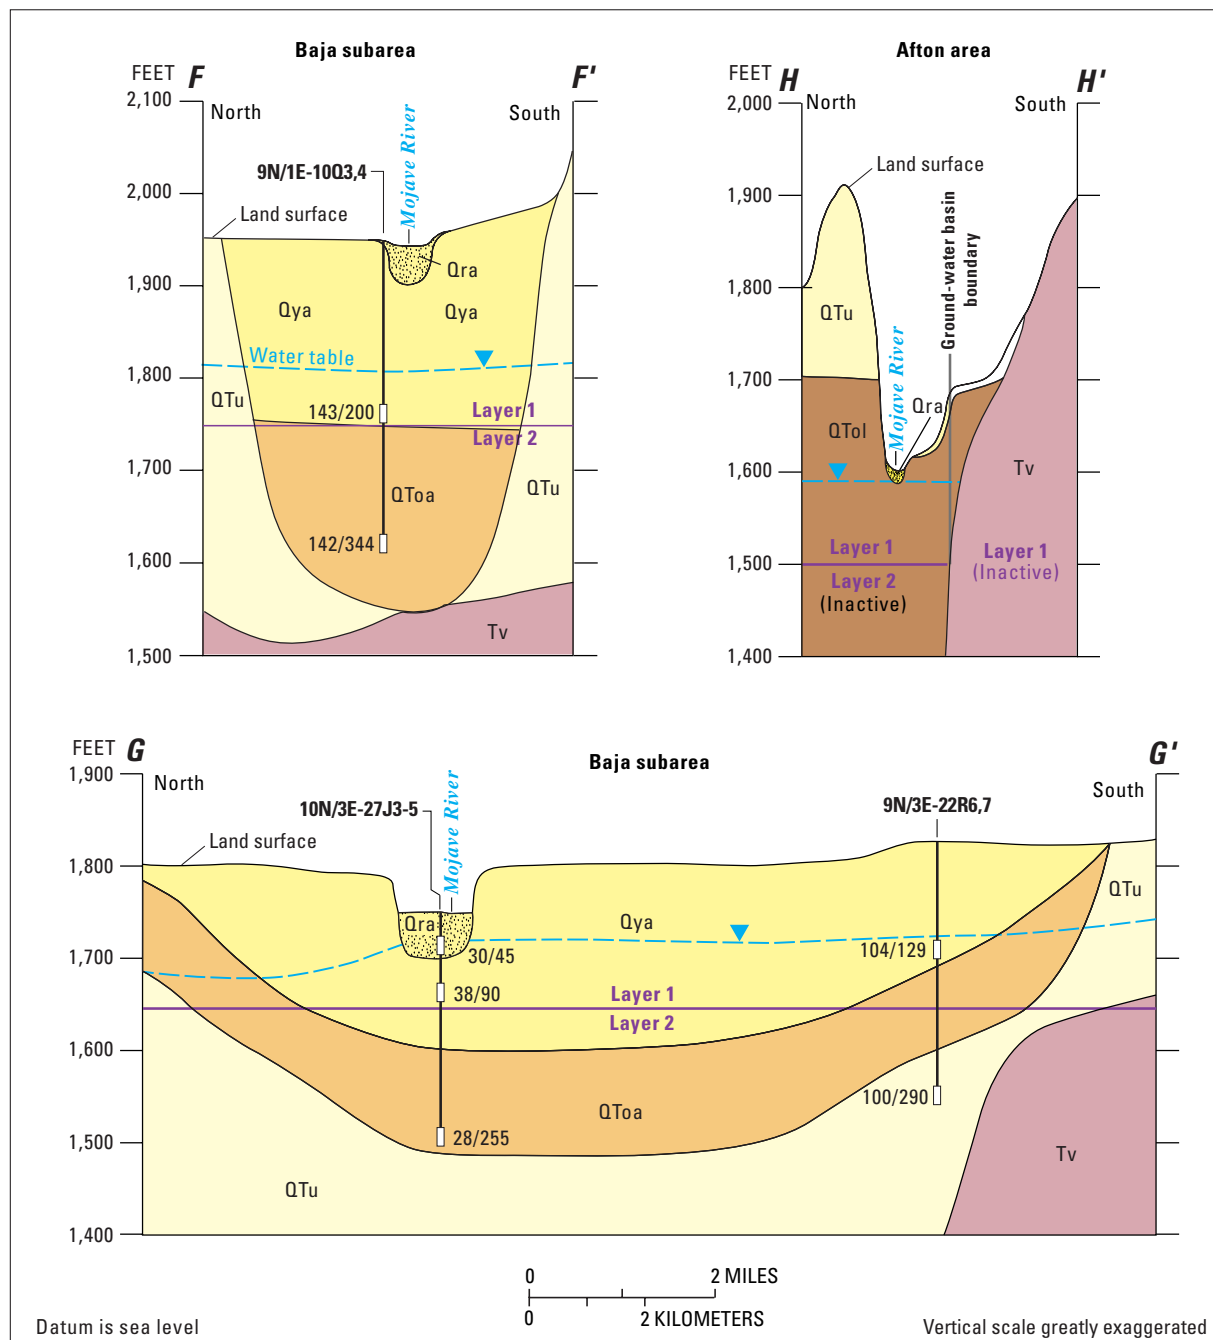 Baja subarea
FEET F F'
2,100
North
South
Mojave River
9N/1E-10Q3,4
2,000
Land surface
1,900
Qra
Qya
Qya
Water table
1,800
QTu
143/200
Layer 1
Layer 2
1,700
QToa
QTu
142/344
1,600
Tv
1,500
Afton area
FEET H H'
2,000
North
South
Land surface
1,900
Ground-water basin
boundary
1,800
QTu
Mojave River
1,700
Qra
QTol
Tv
1,600
Layer 1
Layer 1
(Inactive)
1,500
Layer 2
(Inactive)
1,400
Baja subarea
FEET G G'
1,900
North
South
10N/3E-27J3-5
Mojave River
9N/3E-22R6,7
Land surface
1,800
QTu
Qra
Qya
1,700
30/45
104/129
38/90
Layer 1
Layer 2
1,600
QToa
100/290
1,500
28/255
Tv
QTu
1,400
0 2 MILES
0 2 KILOMETERS
Datum is sea level
Vertical scale greatly exaggerated